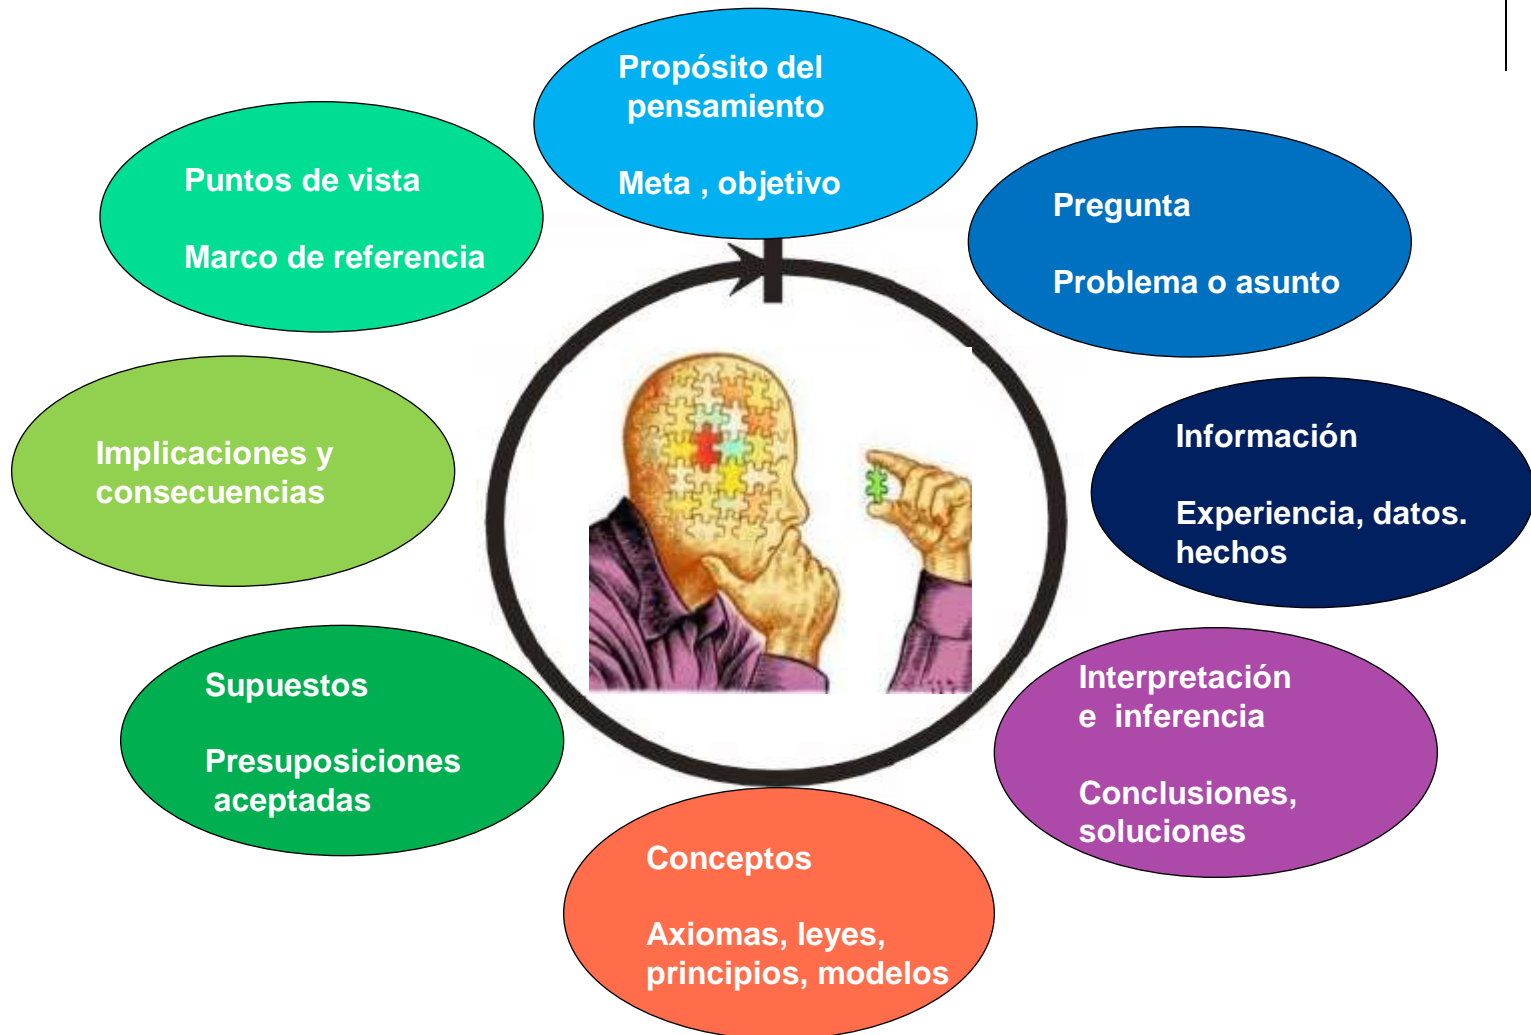 Propósito del
pensamiento
Meta , objetivo
Pregunta
Problema o asunto
Información
Experiencia, datos.
hechos
Interpretación
e inferencia
Conclusiones,
soluciones
Conceptos
Axiomas, leyes,
principios, modelos
Supuestos
Presuposiciones
aceptadas
Implicaciones y
consecuencias
Puntos de vista
Marco de referencia